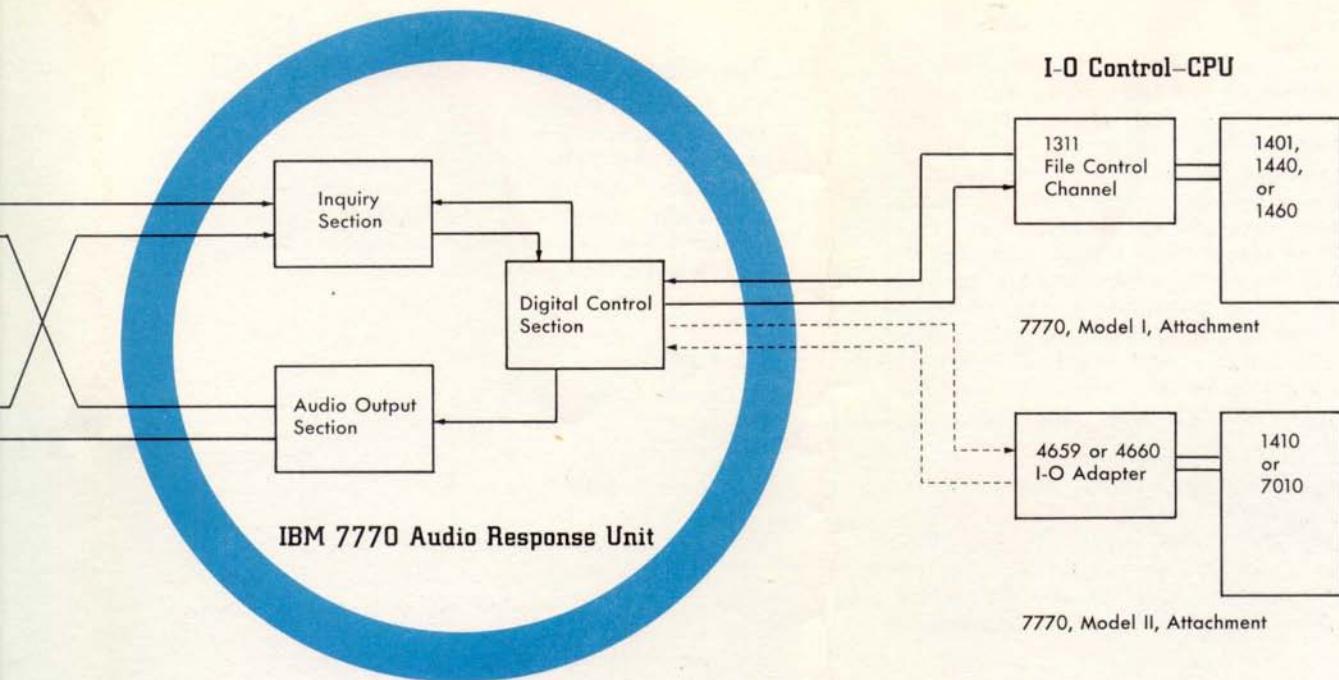 I-O Control–CPU
1311
File Control
Channel
1401,
1440,
or
1460
Inquiry
Section
Digital Control
Section
7770, Model I, Attachment
Audio Output
Section
4659 or 4660
I-O Adapter
1410
or
7010
IBM 7770 Audio Response Unit
7770, Model II, Attachment